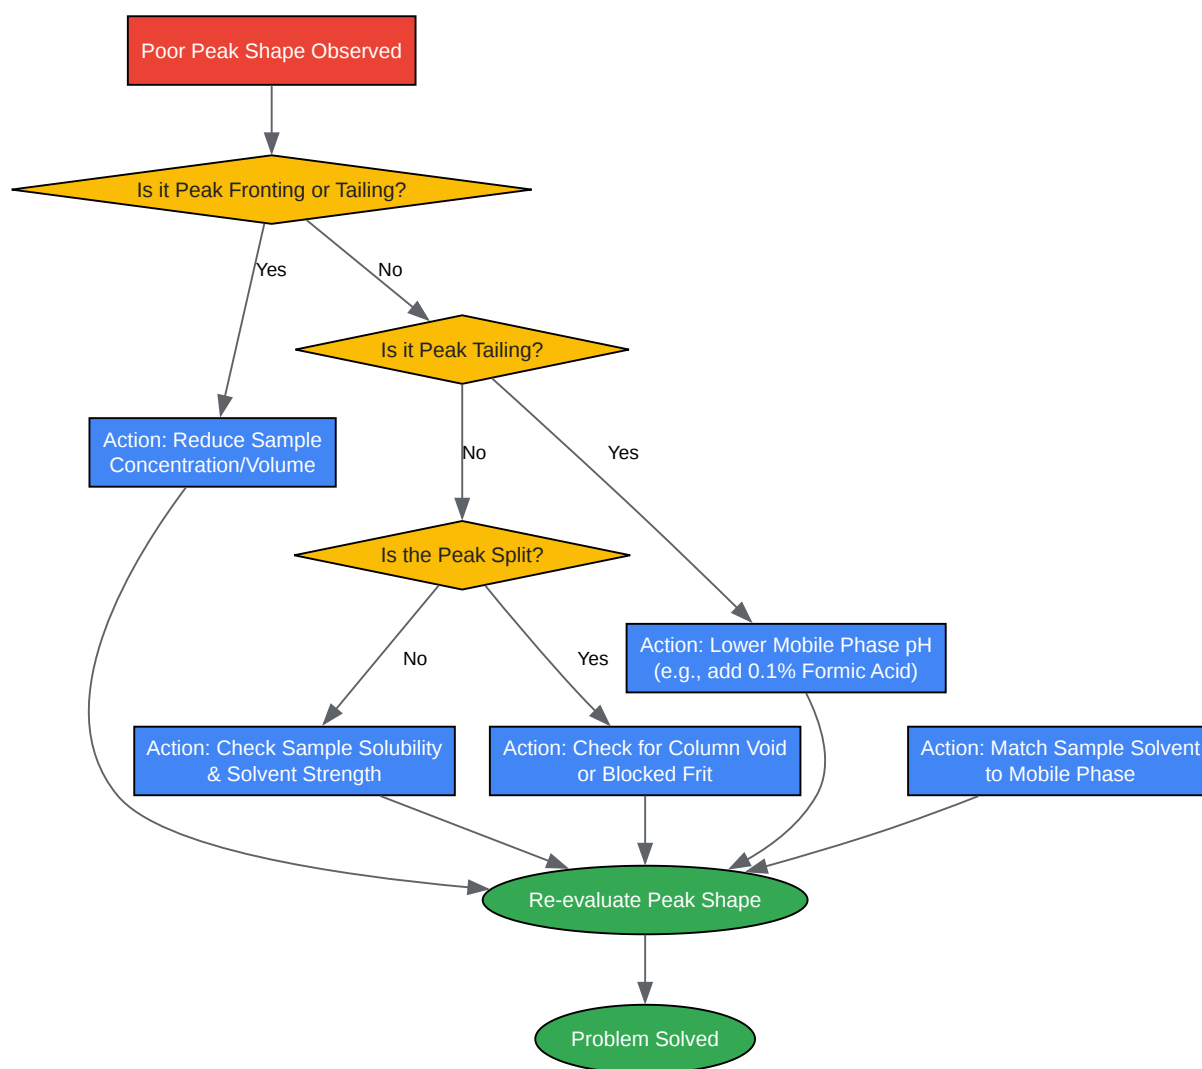 Poor Peak Shape Observed
Is it Peak Fronting or Tailing?
Yes
No
Is it Peak Tailing?
Action: Reduce Sample
Concentration/Volume
No
Yes
Is the Peak Split?
Action: Lower Mobile Phase pH
(e.g., add 0.1% Formic Acid)
No
Yes
Action: Check Sample Solubility
& Solvent Strength
Action: Check for Column Void
or Blocked Frit
Action: Match Sample Solvent
to Mobile Phase
Re-evaluate Peak Shape
Problem Solved